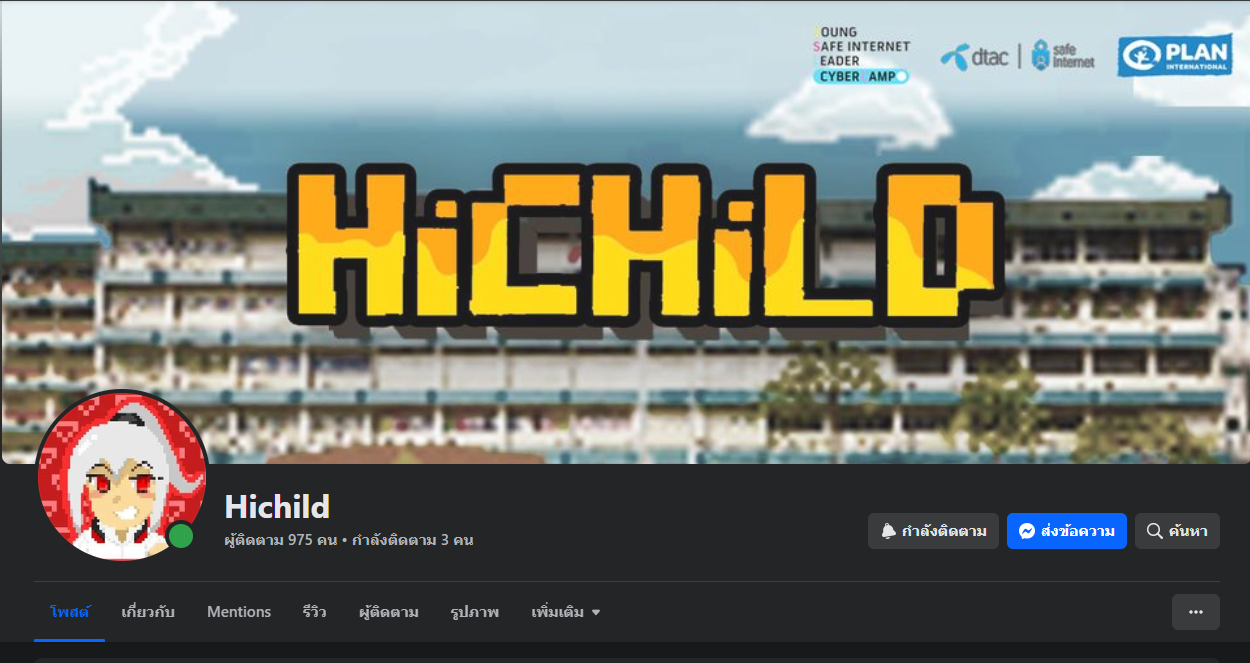 YOUNG
SAFE INTERNET
LEADER
CYBER CAMP
dtac
safe
internet
PLAN
INTERNATIONAL
HiCHiLD
Hichild
ผู้ติดตาม 975 คน • กำลังติดตาม 3 คน
กำลังติดตาม
ส่งข้อความ
ค้นหา
โพสต์
เกี่ยวกับ
Mentions
รีวิว
ผู้ติดตาม
รูปภาพ
เพิ่มเติม